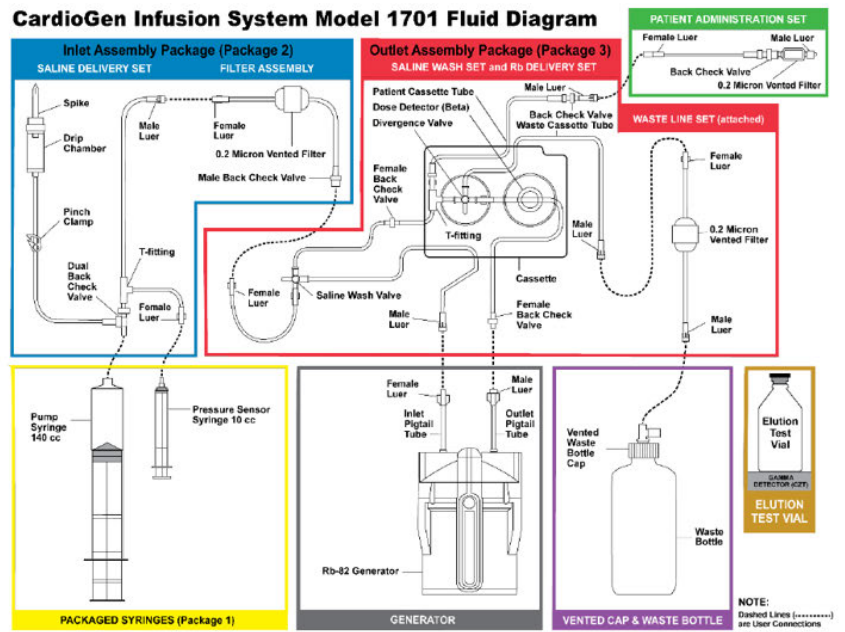 CardioGen Infusion System Model 1701 Fluid Diagram
Inlet Assembly Package (Package 2)
SALINE DELIVERY SET
FILTER ASSEMBLY
Spike
Drip
Chamber
Pinch
Clamp
Dual
Back
Check
Valve
T-fitting
Female
Luer
Male
Luer
Female
Luer
0.2 Micron Vented Filter
Male Back Check Valve
Outlet Assembly Package (Package 3)
SALINE WASH SET and Rb DELIVERY SET
Patient Cassette Tube
Dose Detector (Beta)
Divergence Valve
Male
Luer
Back Check Valve
Waste Cassette Tube
Female
Back
Check
Valve
T-fitting
Cassette
Female
Luer
Saline Wash Valve
Male
Luer
Female
Back Check
Valve
Male
Luer
PATIENT ADMINISTRATION SET
Female Luer
Male Luer
Back Check Valve
0.2 Micron Vented Filter
WASTE LINE SET (attached)
Female
Luer
0.2 Micron
Vented Filter
Male
Luer
Pump
Syringe
140 cc
Pressure Sensor
Syringe 10 cc
PACKAGED SYRINGES (Package 1)
Female
Luer
Male
Luer
Inlet
Pigtail
Tube
Outlet
Pigtail
Tube
Rb-82 Generator
GENERATOR
Vented
Waste
Bottle
Cap
Waste
Bottle
VENTED CAP & WASTE BOTTLE
Elution
Test
Vial
GAMMA
DETECTOR (CZT)
ELUTION
TEST VIAL
NOTE:
Dashed Lines (----------)
are User Connections